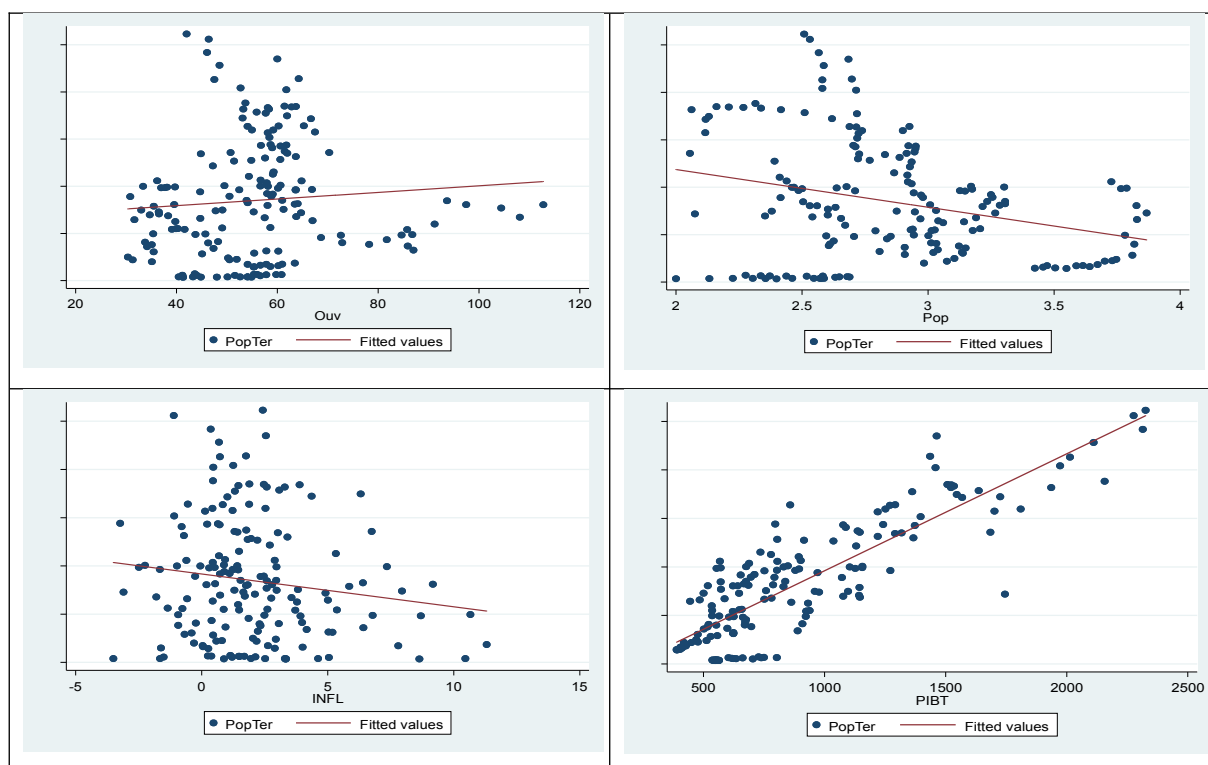 20 40 60 80 100 120
Ouv
PopTer Fitted values
2 2.5 3 3.5 4
Pop
PopTer Fitted values
-5 0 5 10 15
INFL
PopTer Fitted values
500 1000 1500 2000 2500
PIBT
PopTer Fitted values